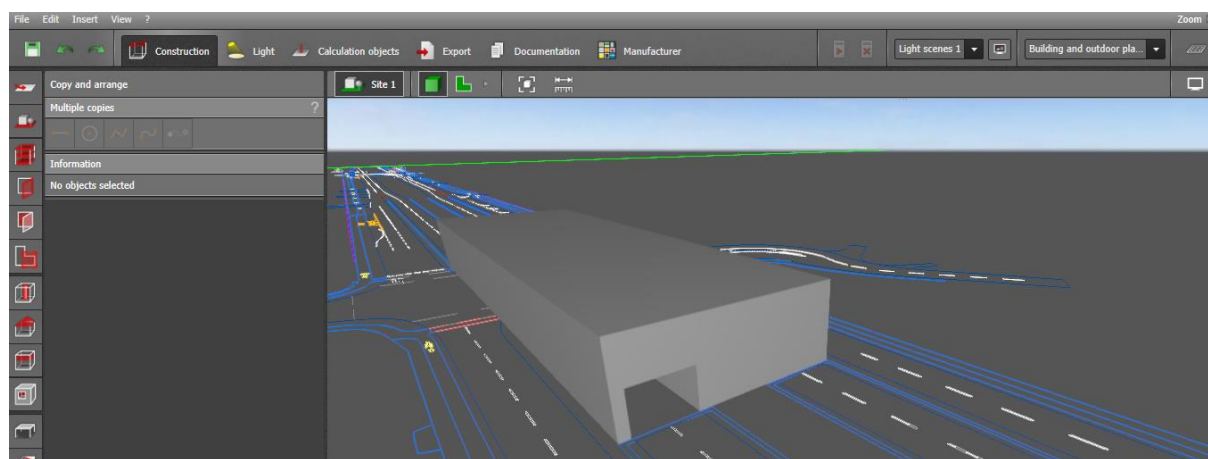 File Edit Insert View ?
Zoom
Construction Light Calculation objects Export Documentation Manufacturer Light scenes 1 Building and outdoor pla...
Copy and arrange
Site 1
Multiple copies ?
Information
No objects selected